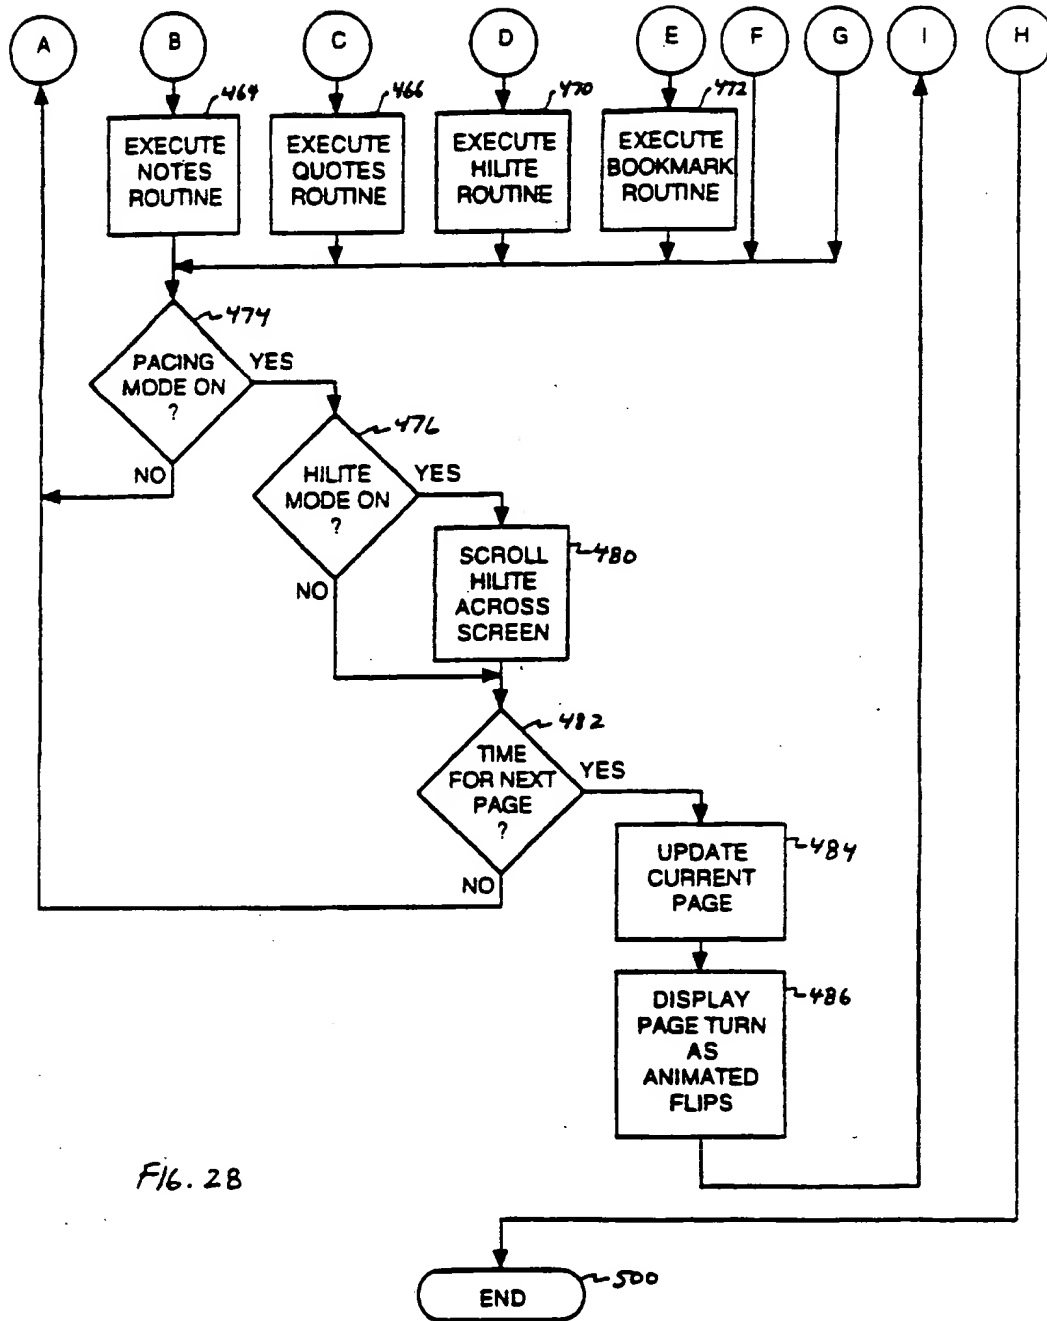 A
B
C
D
E
F
G
I
H
464
466
470
472
EXECUTE
NOTES
ROUTINE
EXECUTE
QUOTES
ROUTINE
EXECUTE
HILITE
ROUTINE
EXECUTE
BOOKMARK
ROUTINE
474
PACING
MODE ON
?
YES
NO
476
HILITE
MODE ON
?
YES
NO
480
SCROLL
HILITE
ACROSS
SCREEN
482
TIME
FOR NEXT
PAGE
?
YES
NO
484
UPDATE
CURRENT
PAGE
486
DISPLAY
PAGE TURN
AS
ANIMATED
FLIPS
FIG. 28
500
END